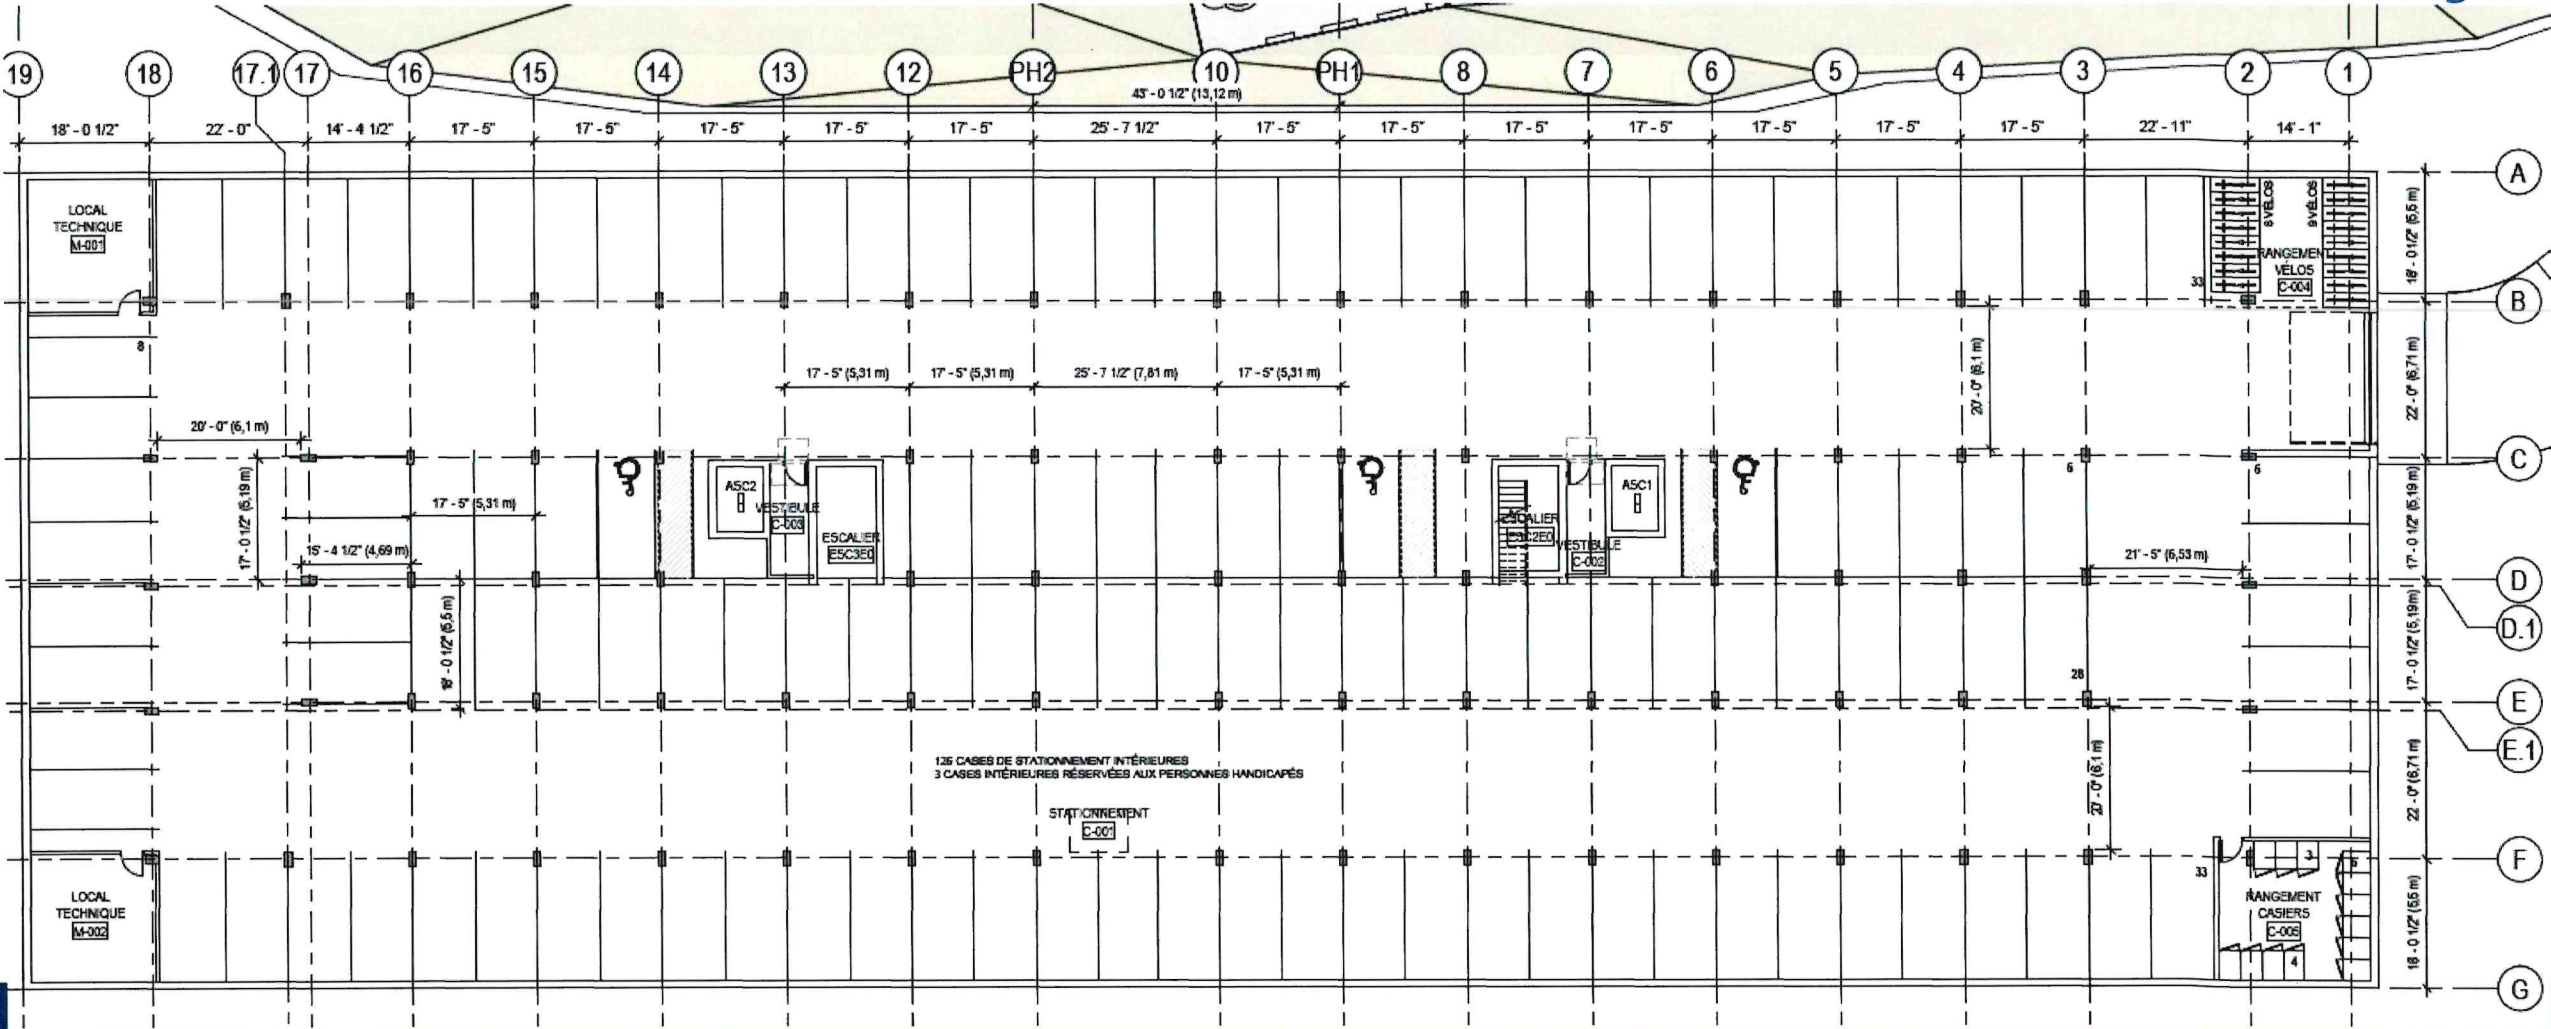 19
18
17.1
17
16
15
14
13
12
PH2
10
PH1
8
7
6
5
4
3
2
1
43' - 0 1/2" (13,12 m)
18' - 0 1/2"
22' - 0"
14' - 4 1/2"
17' - 5"
17' - 5"
17' - 5"
17' - 5"
17' - 5"
25' - 7 1/2"
17' - 5"
17' - 5"
17' - 5"
17' - 5"
17' - 5"
17' - 5"
17' - 5"
22' - 11"
14' - 1"
A
LOCAL
TECHNIQUE
M-001
8 VÉLOS
9 VÉLOS
RANGEMENT
VÉLOS
C-004
33
18' - 0 1/2" (5,5 m)
B
8
17' - 5" (5,31 m)
17' - 5" (5,31 m)
25' - 7 1/2" (7,81 m)
17' - 5" (5,31 m)
20' - 0" (6,1 m)
22' - 0" (6,71 m)
20' - 0" (6,1 m)
C
6
6
17' - 0 1/2" (5,19 m)
17' - 5" (5,31 m)
15' - 4 1/2" (4,69 m)
ASC2
VESTIBULE
C-003
ESCALIER
ESC3E0
ESCALIER
ESC2E0
VESTIBULE
C-002
ASC1
21' - 5" (6,53 m)
17' - 0 1/2" (5,19 m)
D
D.1
18' - 0 1/2" (5,5 m)
28
17' - 0 1/2" (5,19 m)
E
E.1
126 CASES DE STATIONNEMENT INTÉRIEURES
3 CASES INTÉRIEURES RÉSERVÉES AUX PERSONNES HANDICAPÉS
STATIONNEMENT
C-001
20' - 0" (6,1 m)
22' - 0" (6,71 m)
F
LOCAL
TECHNIQUE
M-002
33
3
5
RANGEMENT
CASIERS
C-005
4
18' - 0 1/2" (5,5 m)
G